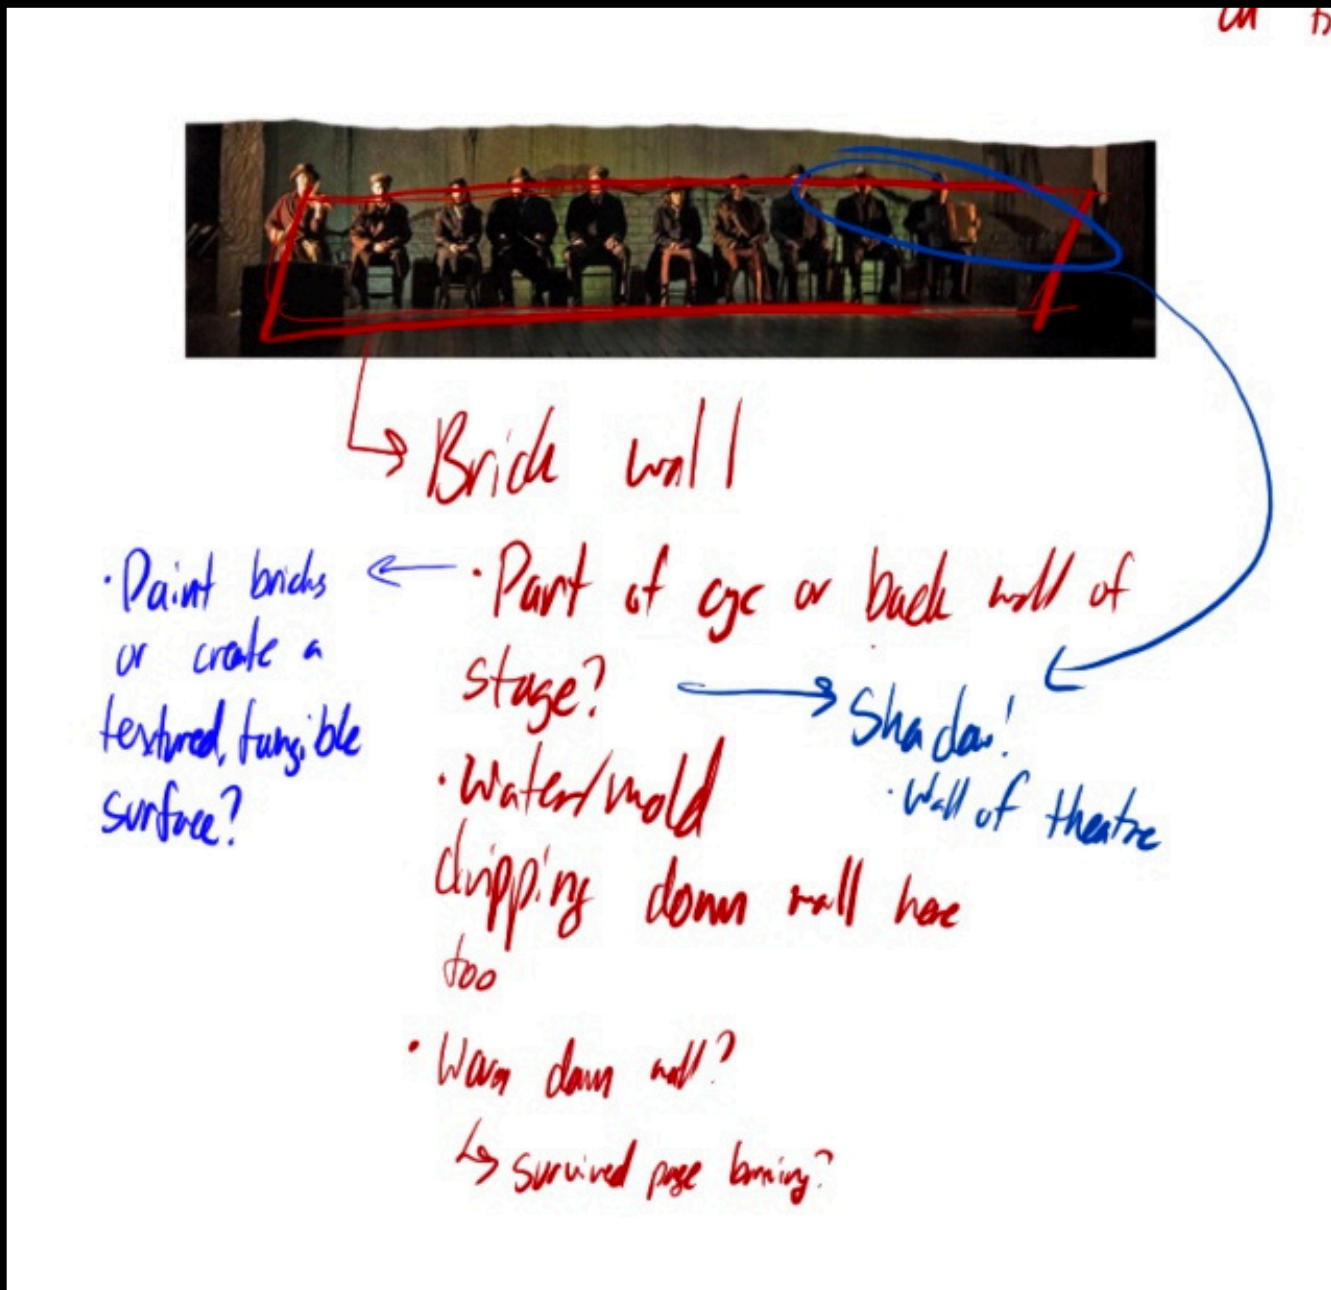 Brick wall
· Part of cyc or back wall of
stage?
· Paint bricks
or create a
textured, tangible
surface?
Shadow!
· Wall of theatre
· Water/mold
dripping down wall here
too
· Worn down wall?
↳ survived page burning?